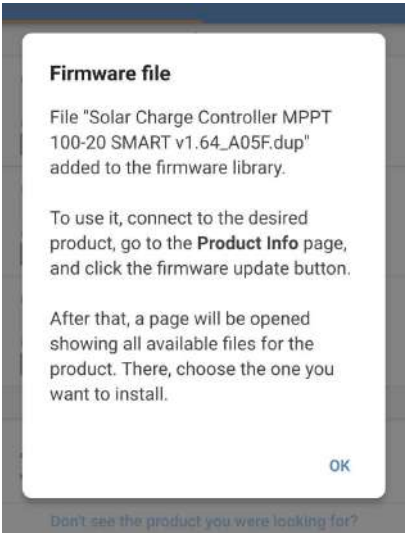 Firmware file
File "Solar Charge Controller MPPT
100-20 SMART v1.64_A05F.dup"
added to the firmware library.
To use it, connect to the desired
product, go to the Product Info page,
and click the firmware update button.
After that, a page will be opened
showing all available files for the
product. There, choose the one you
want to install.
OK
Don't see the product you were looking for?